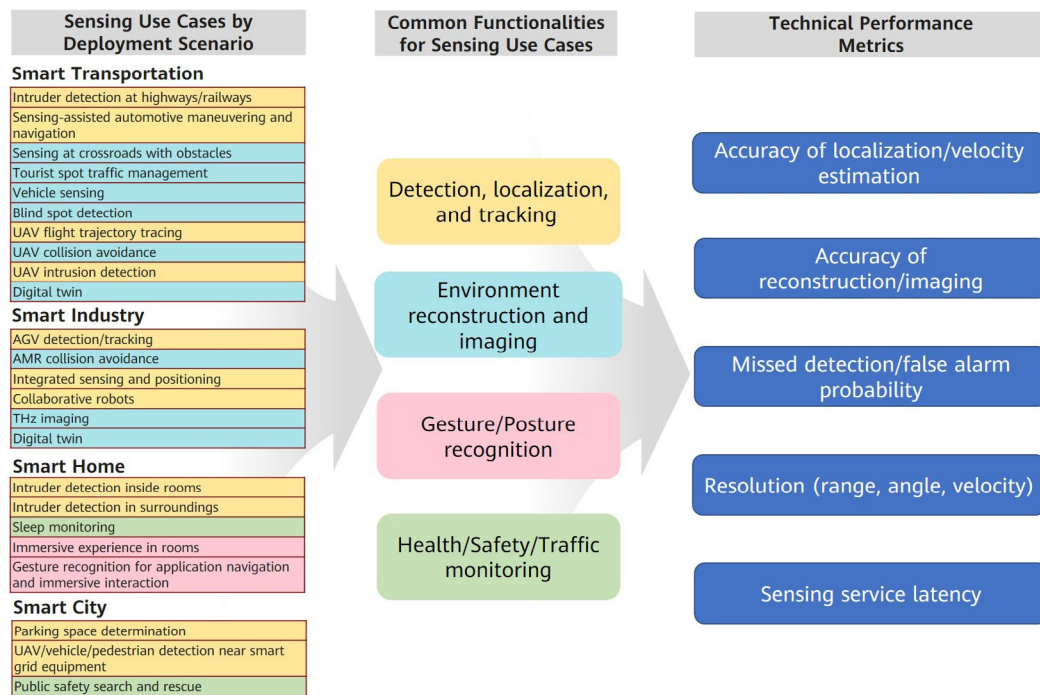 Sensing Use Cases by
Deployment Scenario
Smart Transportation
Intruder detection at highways/railways
Sensing-assisted automotive maneuvering and
navigation
Sensing at crossroads with obstacles
Tourist spot traffic management
Vehicle sensing
Blind spot detection
UAV flight trajectory tracing
UAV collision avoidance
UAV intrusion detection
Digital twin
Smart Industry
AGV detection/tracking
AMR collision avoidance
Integrated sensing and positioning
Collaborative robots
THz imaging
Digital twin
Smart Home
Intruder detection inside rooms
Intruder detection in surroundings
Sleep monitoring
Immersive experience in rooms
Gesture recognition for application navigation
and immersive interaction
Smart City
Parking space determination
UAV/vehicle/pedestrian detection near smart
grid equipment
Public safety search and rescue
Common Functionalities
for Sensing Use Cases
Detection, localization,
and tracking
Environment
reconstruction and
imaging
Gesture/Posture
recognition
Health/Safety/Traffic
monitoring
Technical Performance
Metrics
Accuracy of localization/velocity
estimation
Accuracy of
reconstruction/imaging
Missed detection/false alarm
probability
Resolution (range, angle, velocity)
Sensing service latency